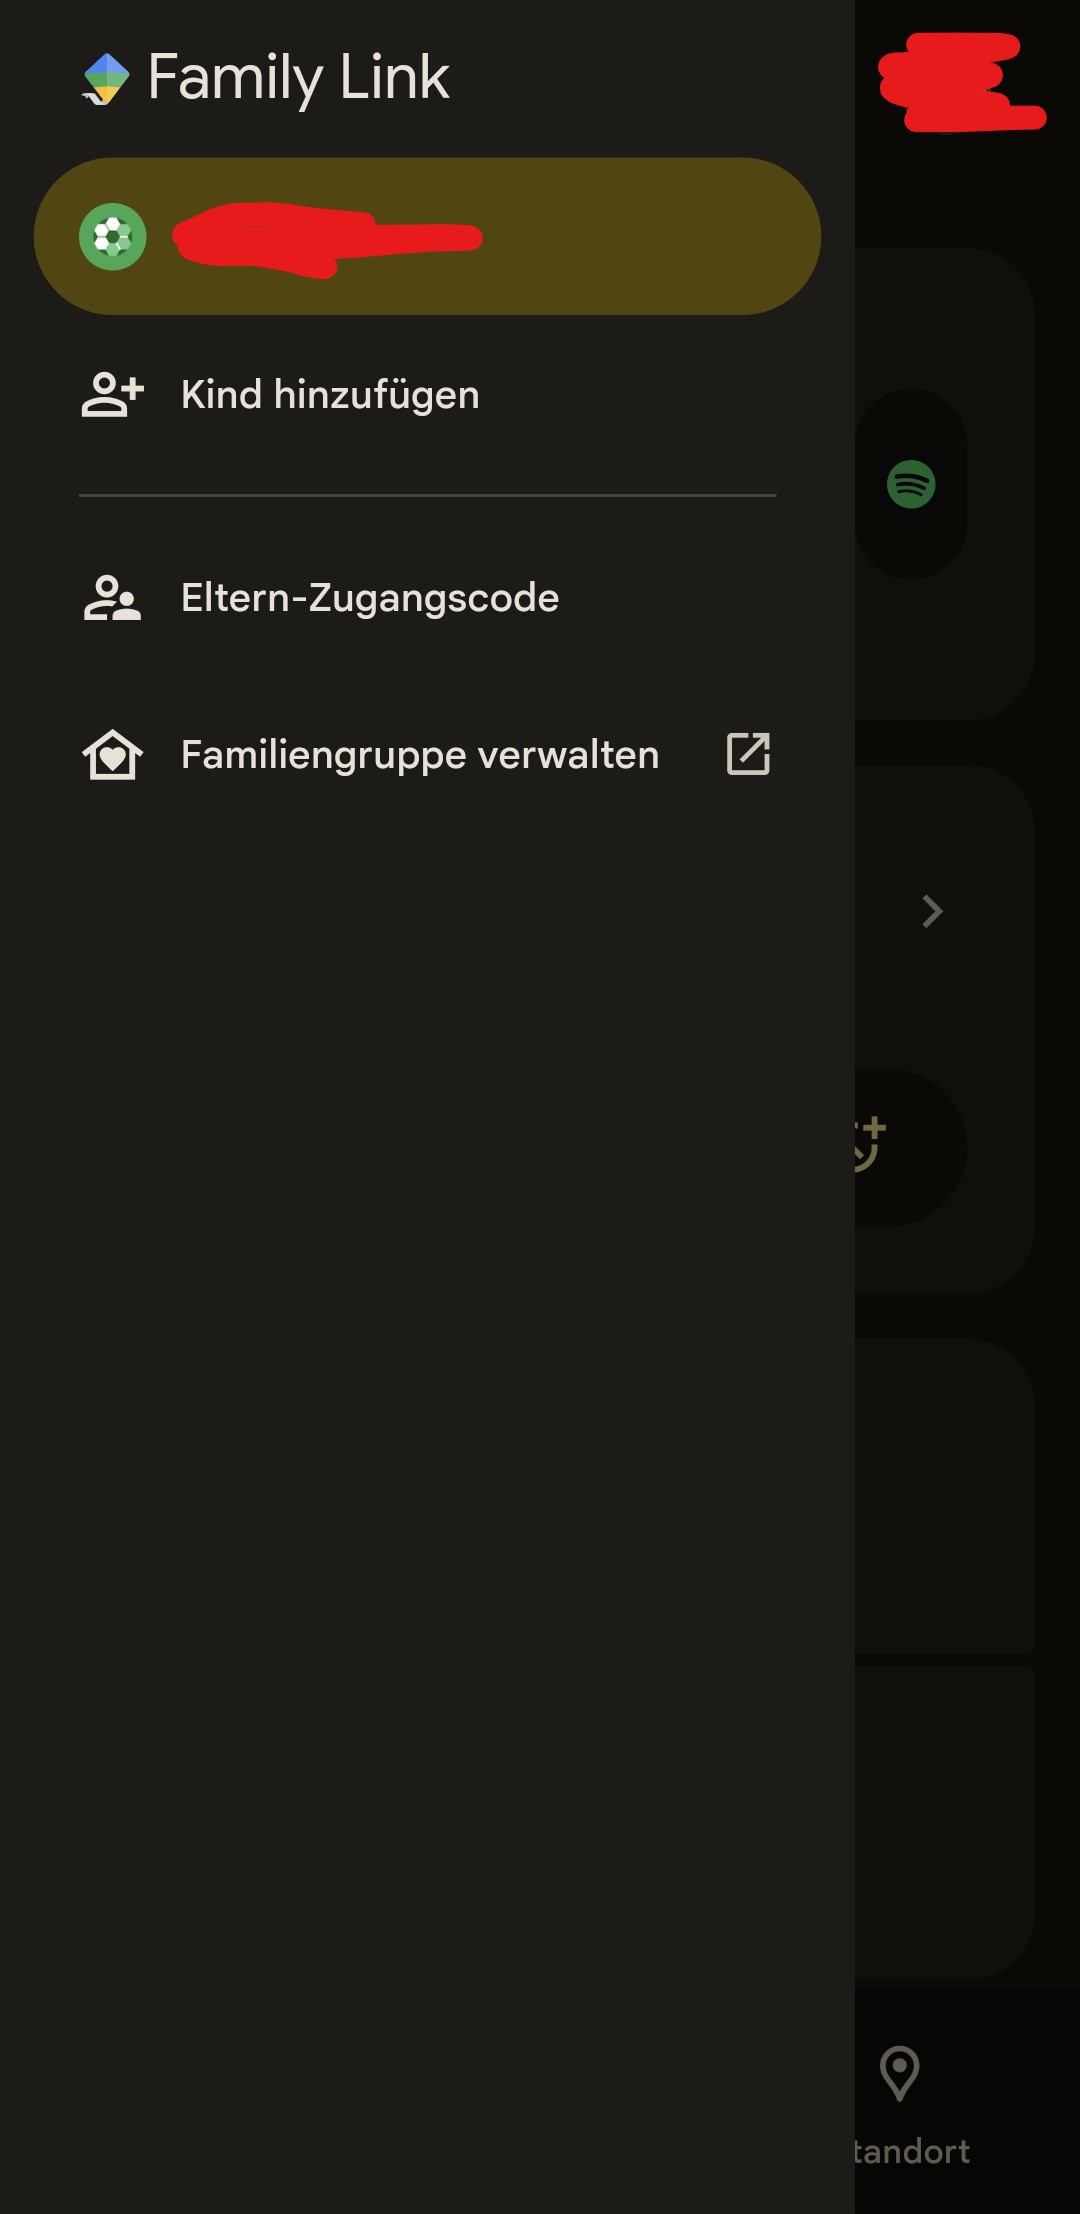 Family Link
Kind hinzufügen
Eltern-Zugangscode
Familiengruppe verwalten
tandort